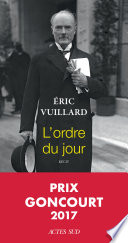 ÉRIC VUILLARD
L'ordre
du jour
RÉCIT
ACTES SUD
PRIX
GONCOURT
2017